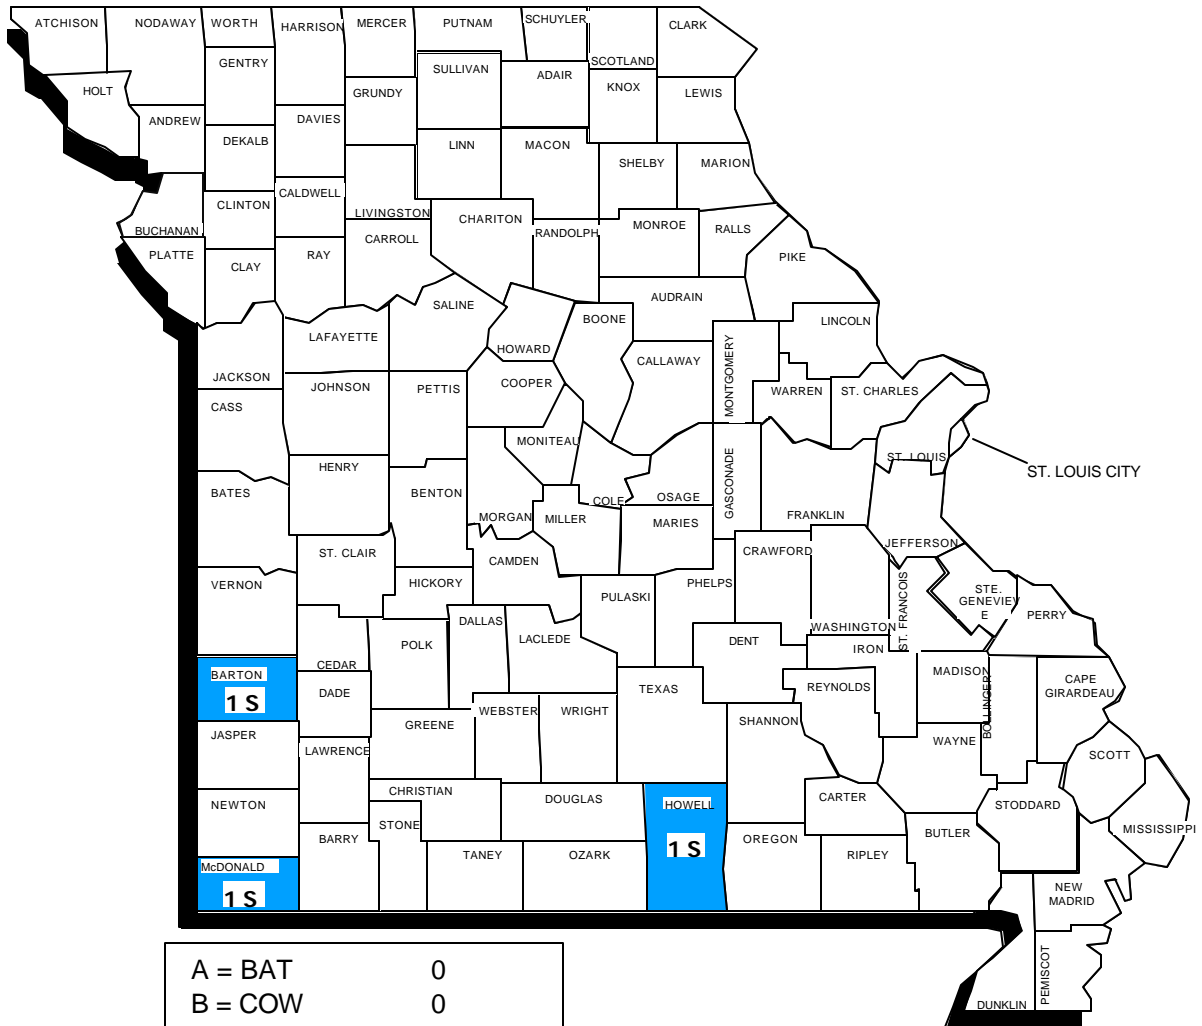 ATCHISON
NODAWAY
WORTH
HARRISON
MERCER
PUTNAM
SCHUYLER
SCOTLAND
CLARK
GENTRY
SULLIVAN
ADAIR
KNOX
LEWIS
HOLT
GRUNDY
ANDREW
DAVIES
DEKALB
LINN
MACON
SHELBY
MARION
CALDWELL
CLINTON
LIVINGSTON
CHARITON
RANDOLPH
MONROE
RALLS
BUCHANAN
CARROLL
PLATTE
CLAY
RAY
PIKE
AUDRAIN
SALINE
BOONE
LINCOLN
LAFAYETTE
HOWARD
CALLAWAY
MONTGOMERY
JACKSON
JOHNSON
PETTIS
COOPER
WARREN
ST. CHARLES
CASS
MONITEAU
ST. LOUIS
ST. LOUIS CITY
HENRY
BATES
BENTON
COLE
OSAGE
GASCONADE
MORGAN
MILLER
MARIES
FRANKLIN
JEFFERSON
ST. CLAIR
CAMDEN
CRAWFORD
VERNON
HICKORY
PULASKI
PHELPS
WASHINGTON
ST. FRANCOIS
STE.
GENEVIEV
E
PERRY
DALLAS
LACLEDE
POLK
DENT
IRON
CEDAR
BARTON
1 S
DADE
TEXAS
REYNOLDS
MADISON
BOLLINGER
CAPE
GIRARDEAU
GREENE
WEBSTER
WRIGHT
SHANNON
JASPER
LAWRENCE
WAYNE
SCOTT
NEWTON
CHRISTIAN
DOUGLAS
HOWELL
1 S
CARTER
STODDARD
STONE
BARRY
OREGON
BUTLER
MISSISSIPPI
McDONALD
1 S
TANEY
OZARK
RIPLEY
NEW
MADRID
PEMISCOT
DUNKLIN
A = BAT 0
B = COW 0